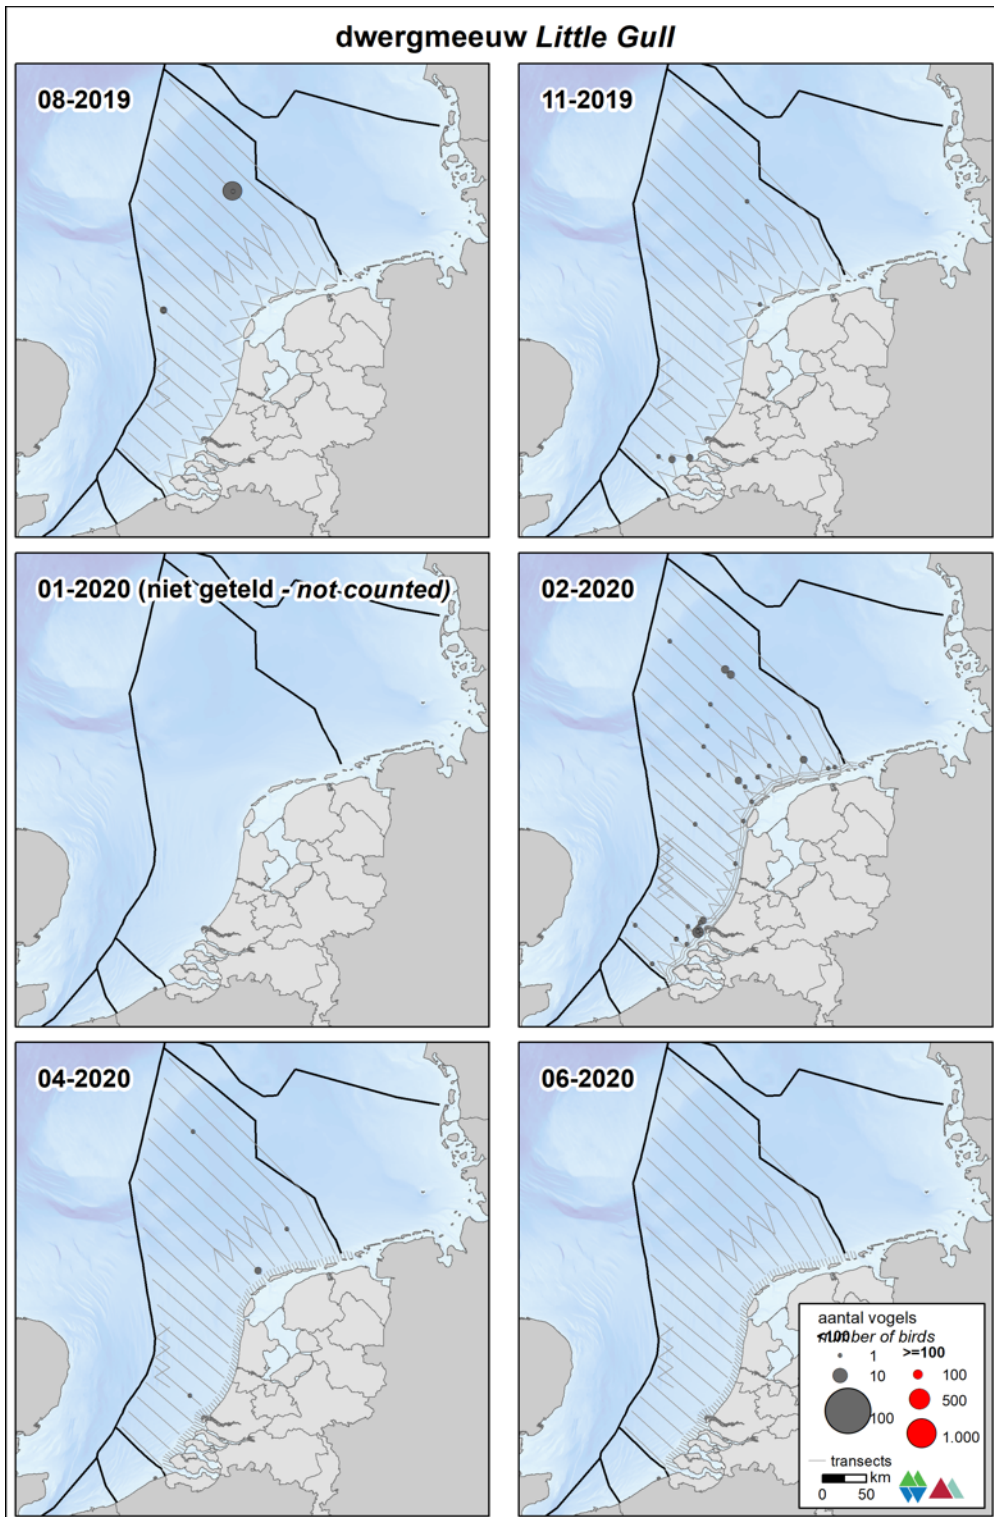 dwergmeeuw Little Gull
08-2019
11-2019
01-2020 (niet geteld - not counted)
02-2020
04-2020
06-2020
aantal vogels
number of birds
<100
>=100
1
100
10
500
100
1.000
transects
km
0 50